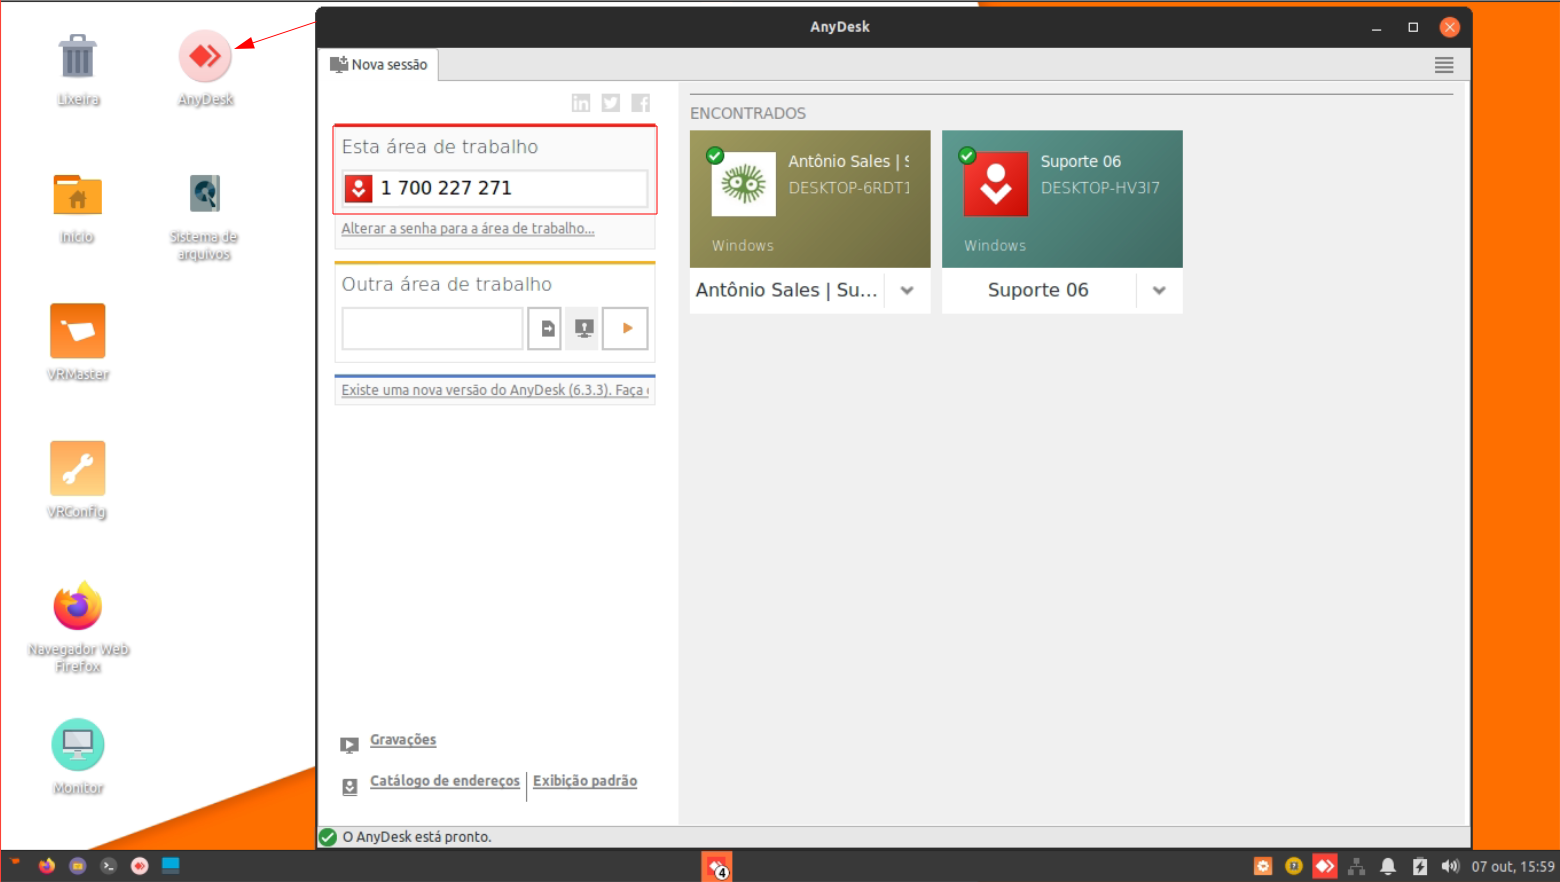 AnyDesk
Lixeira
AnyDesk
Início
Sistema de
arquivos
VRMaster
VRConfig
Navegador Web
Firefox
Monitor
Nova sessão
Esta área de trabalho
1 700 227 271
Alterar a senha para a área de trabalho...
Outra área de trabalho
Existe uma nova versão do AnyDesk (6.3.3). Faça
Gravações
Catálogo de endereços
Exibição padrão
ENCONTRADOS
Antônio Sales | S
DESKTOP-6RDT1
Windows
Antônio Sales | Su...
Suporte 06
DESKTOP-HV3I7
Windows
Suporte 06
O AnyDesk está pronto.
4
07 out, 15:59